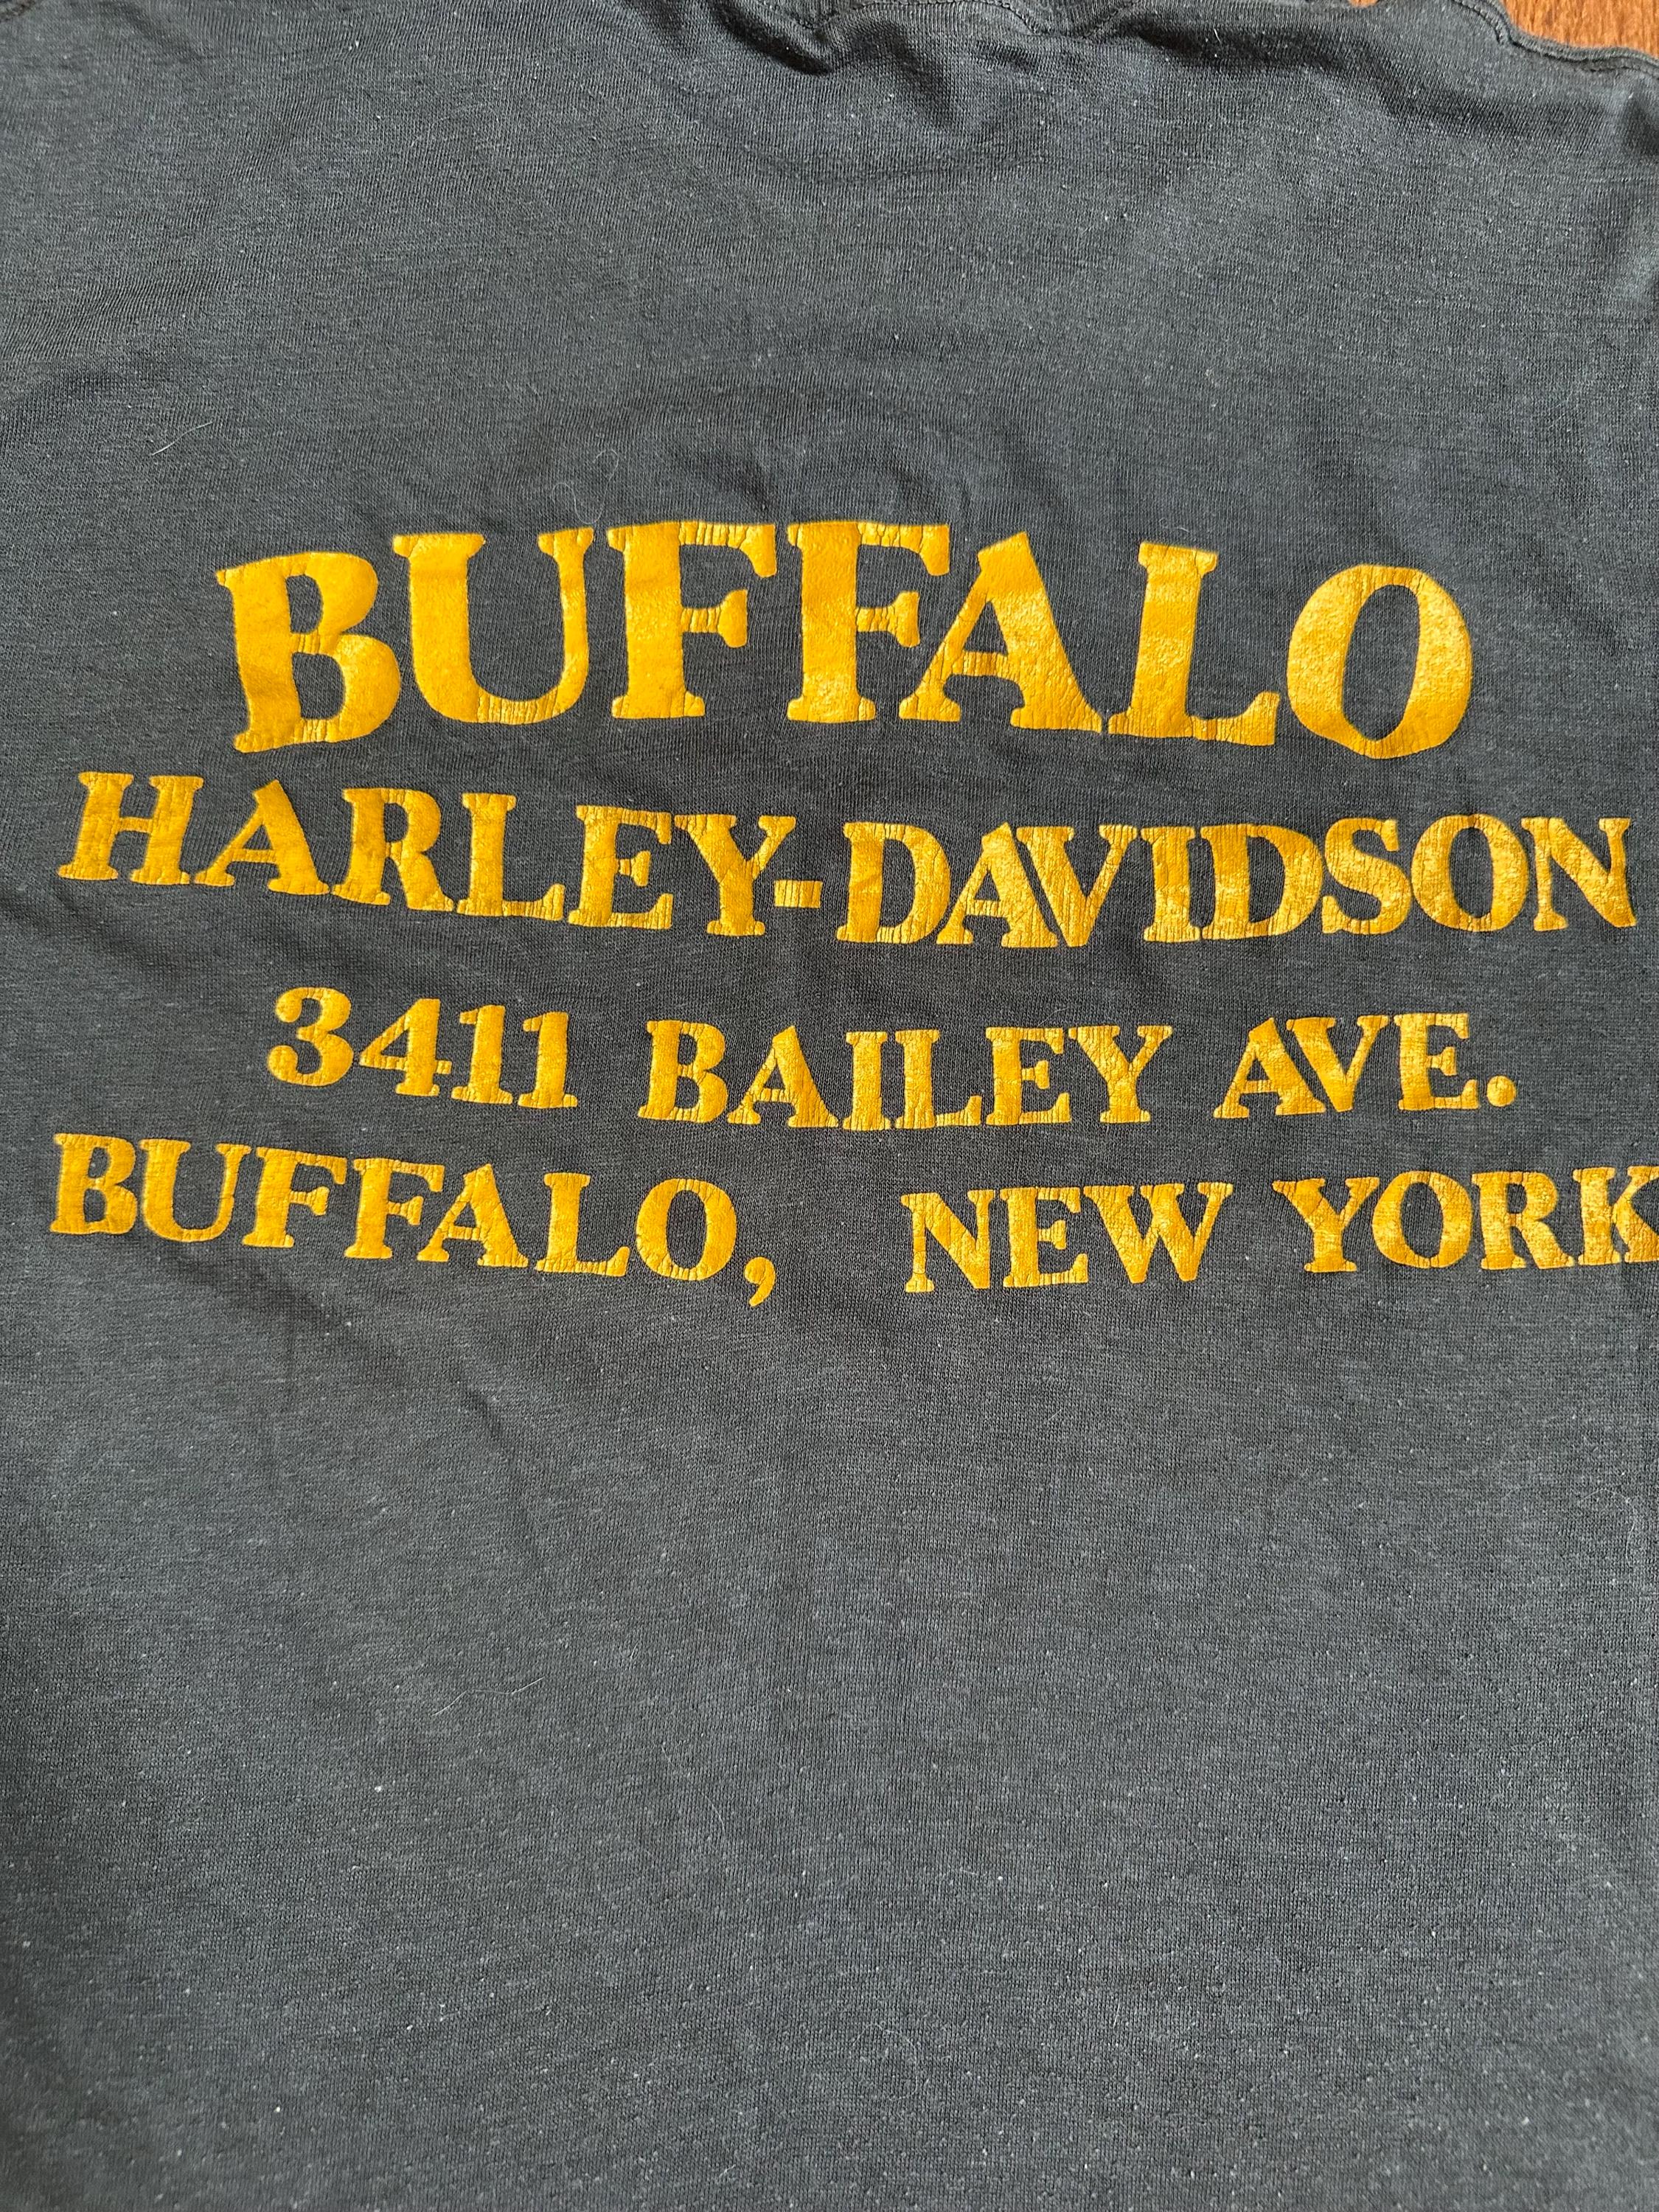 BUFFALO
HARLEY-DAVIDSON
3411 BAILEY AVE.
BUFFALO, NEW YORK